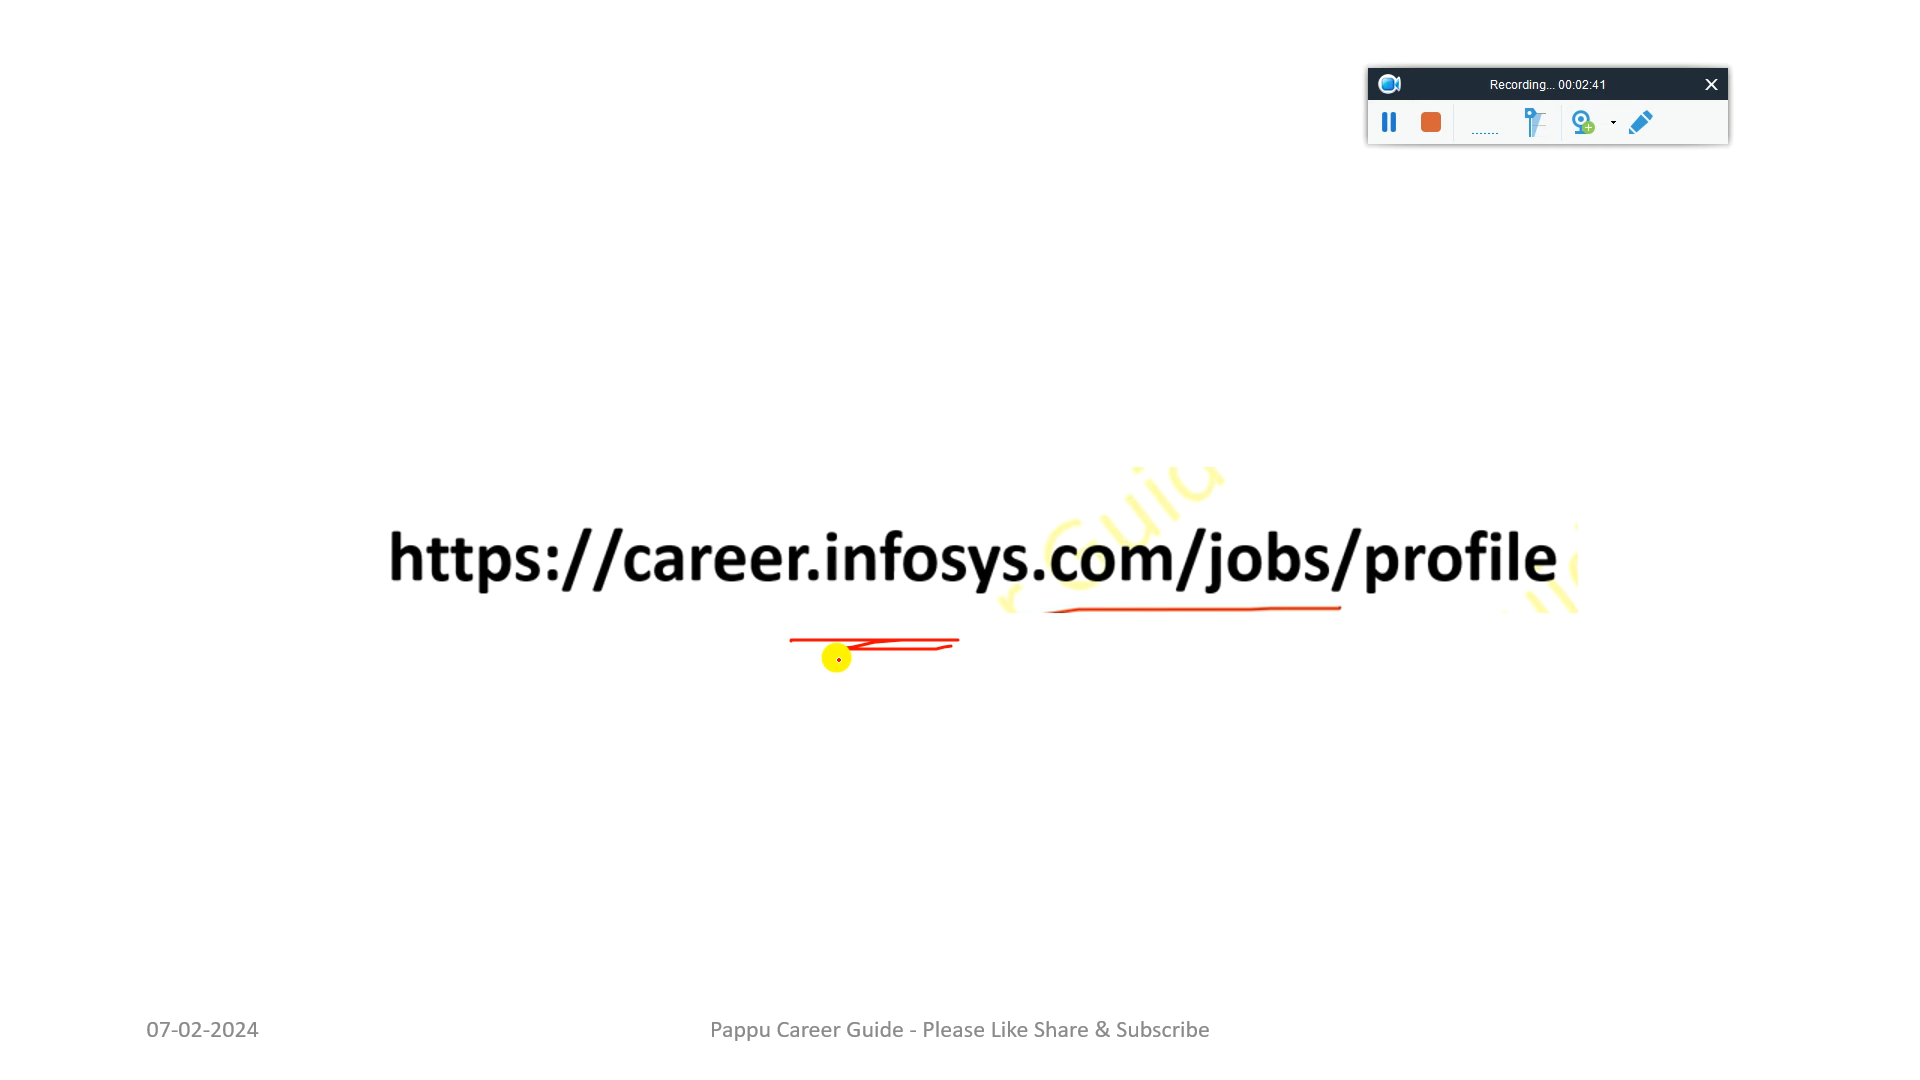 Recording... 00:02:41
r Guid
https://career.infosys.com/jobs/profile
07-02-2024
Pappu Career Guide - Please Like Share & Subscribe